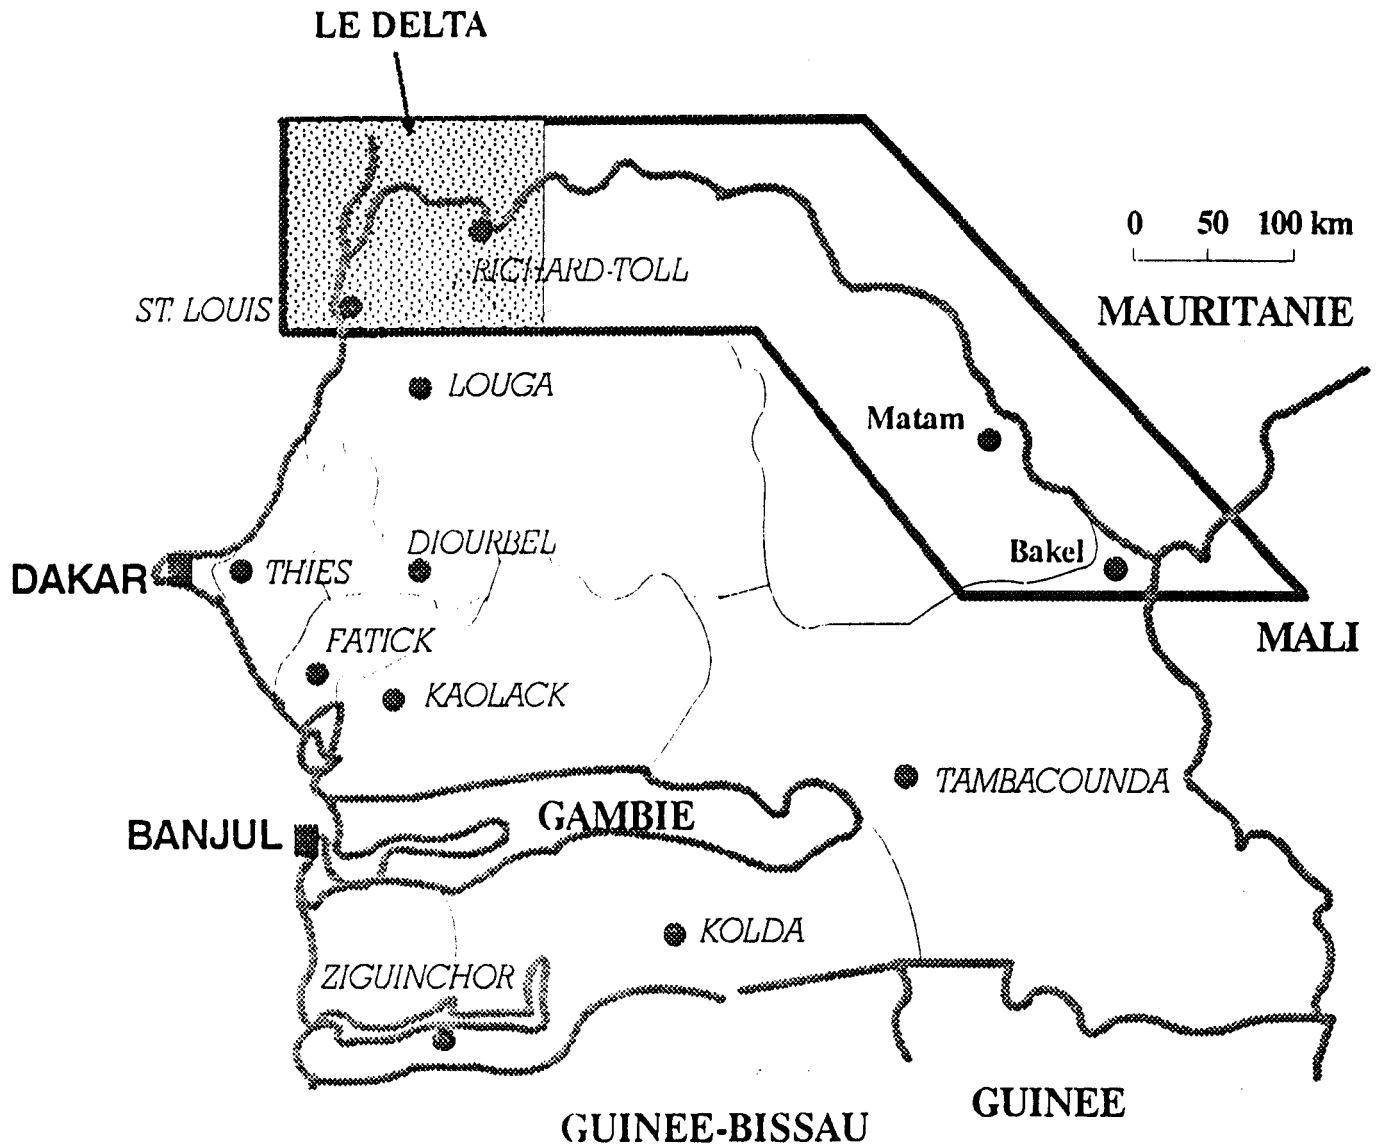 LE DELTA
0 50 100 km
RICHARD-TOLL
ST. LOUIS
MAURITANIE
LOUGA
Matam
DIOURBEL
Bakel
DAKAR
THIES
FATICK
MALI
KAOLACK
TAMBACOUNDA
GAMBIE
BANJUL
KOLDA
ZIGUINCHOR
GUINEE
GUINEE-BISSAU